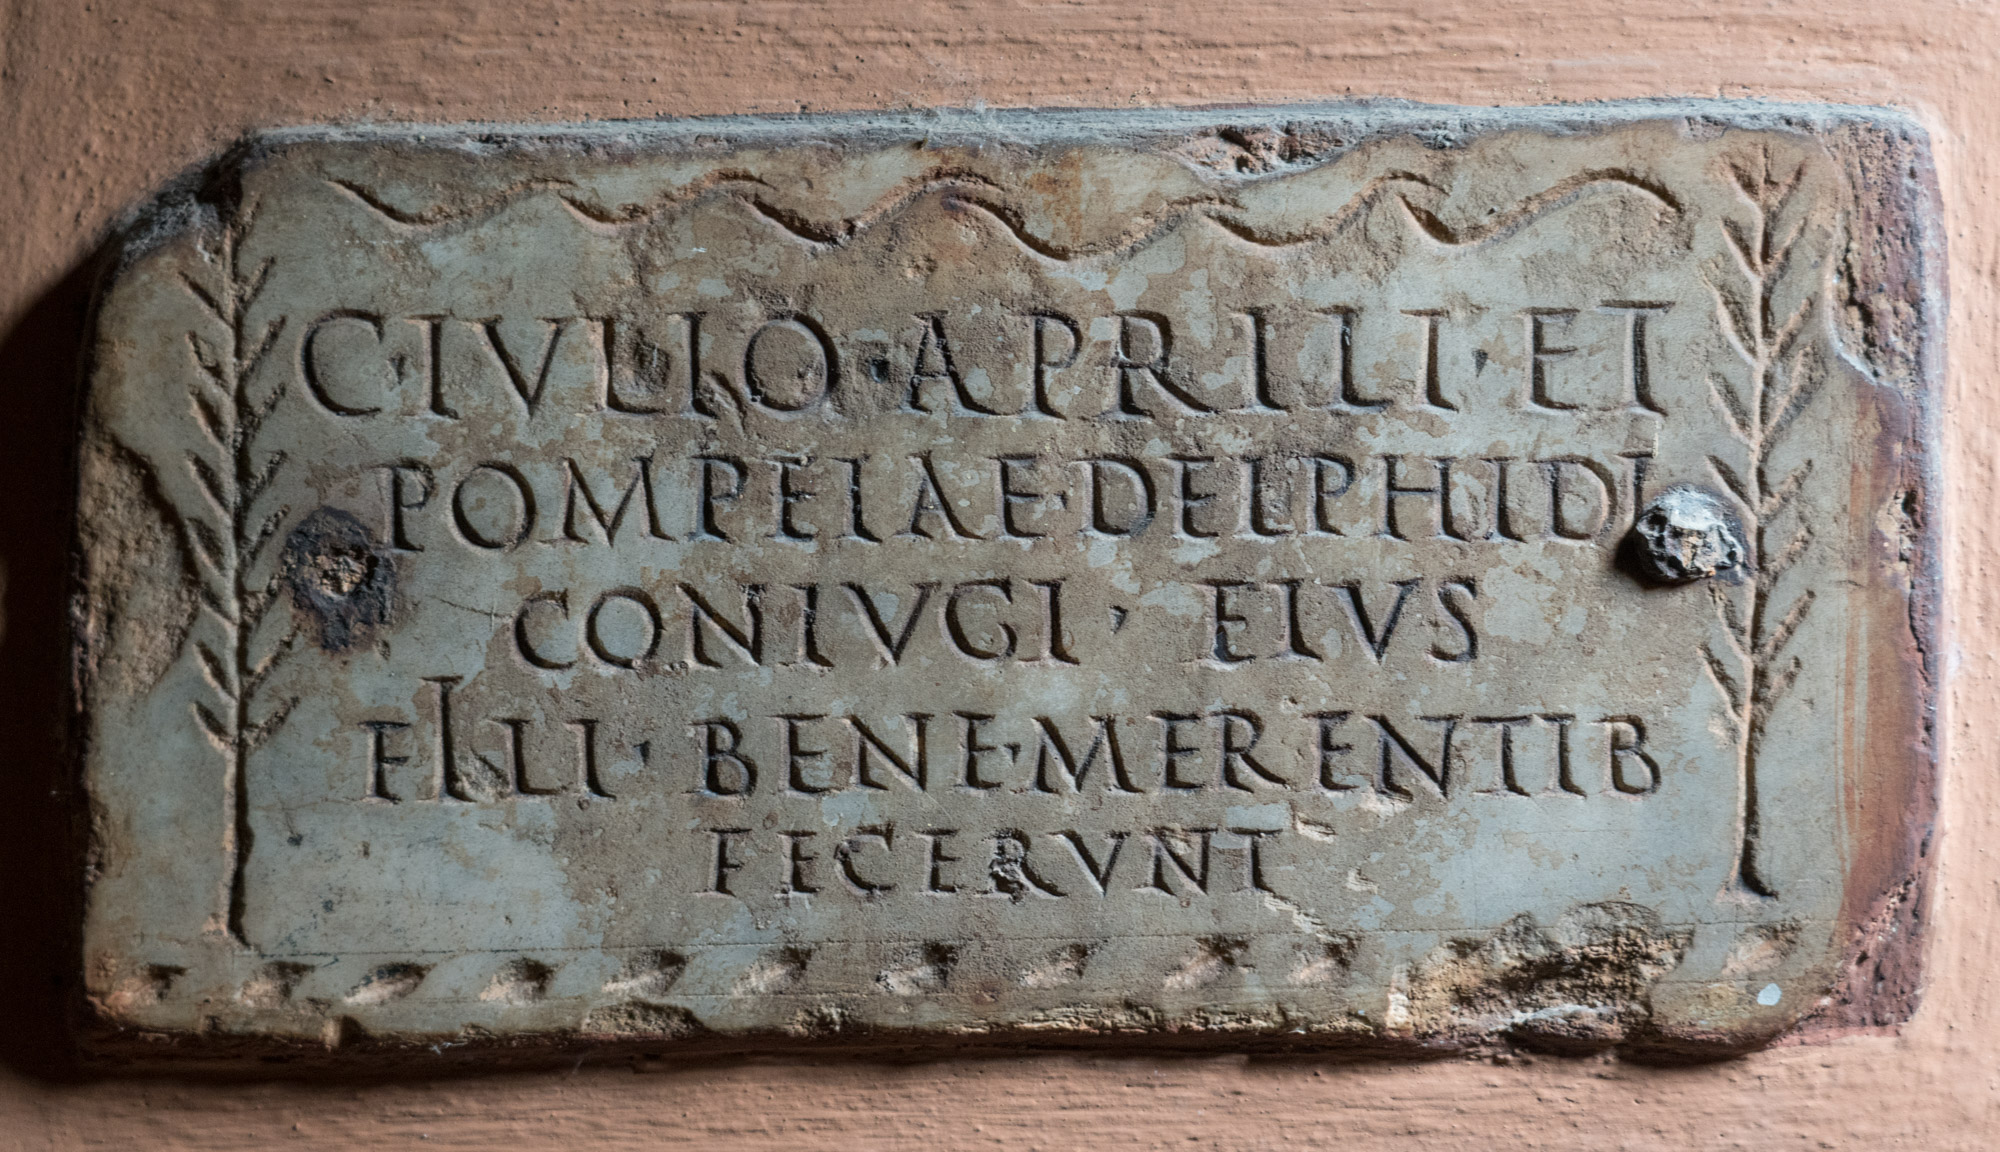 C·IVLIO·APRILI·ET
POMPEIAE·DELPHIDI
CONIVGI · EIVS
FILI · BENE·MERENTIB
FECERVNT